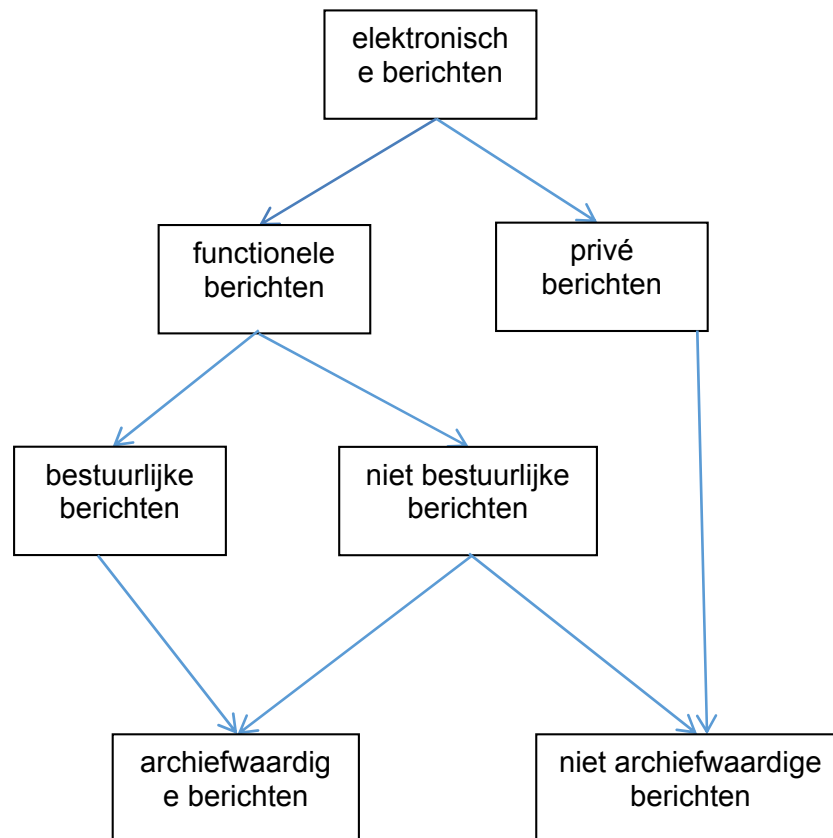 elektronisch
e berichten
functionele
berichten
privé
berichten
bestuurlijke
berichten
niet bestuurlijke
berichten
archiefwaardig
e berichten
niet archiefwaardige
berichten